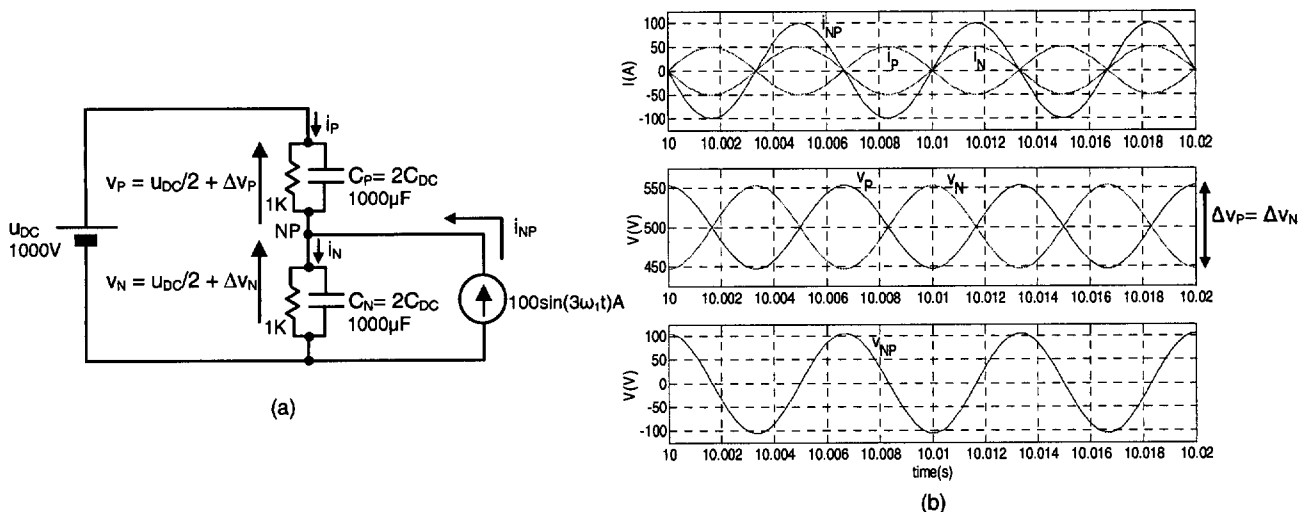 u_DC
1000V
v_P = u_DC/2 + Δv_P
v_N = u_DC/2 + Δv_N
i_P
1K
C_P= 2C_DC
1000µF
NP
i_N
i_NP
1K
C_N= 2C_DC
1000µF
100sin(3ω₁t)A
(a)
I(A)
100
50
0
-50
-100
i_NP
i_P
i_N
10 10.002 10.004 10.006 10.008 10.01 10.012 10.014 10.016 10.018 10.02
V(V)
550
500
450
v_P
v_N
Δv_P= Δv_N
10 10.002 10.004 10.006 10.008 10.01 10.012 10.014 10.016 10.018 10.02
V(V)
100
50
0
-50
-100
v_NP
10 10.002 10.004 10.006 10.008 10.01 10.012 10.014 10.016 10.018 10.02
time(s)
(b)